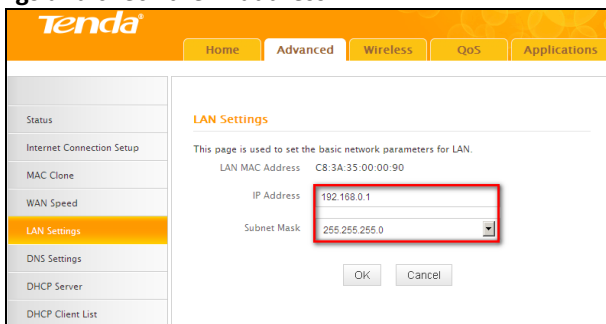 Tenda
Home Advanced Wireless QoS Applications
Status
Internet Connection Setup
MAC Clone
WAN Speed
LAN Settings
DNS Settings
DHCP Server
DHCP Client List
LAN Settings
This page is used to set the basic network parameters for LAN.
LAN MAC Address C8:3A:35:00:00:90
IP Address 192.168.0.1
Subnet Mask 255.255.255.0
OK Cancel